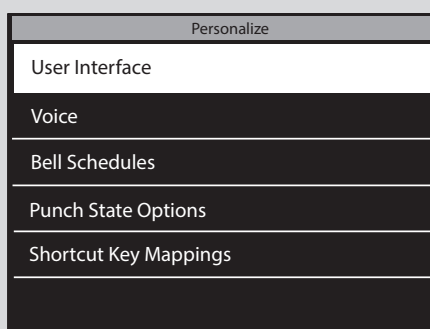 Personalize
User Interface
Voice
Bell Schedules
Punch State Options
Shortcut Key Mappings